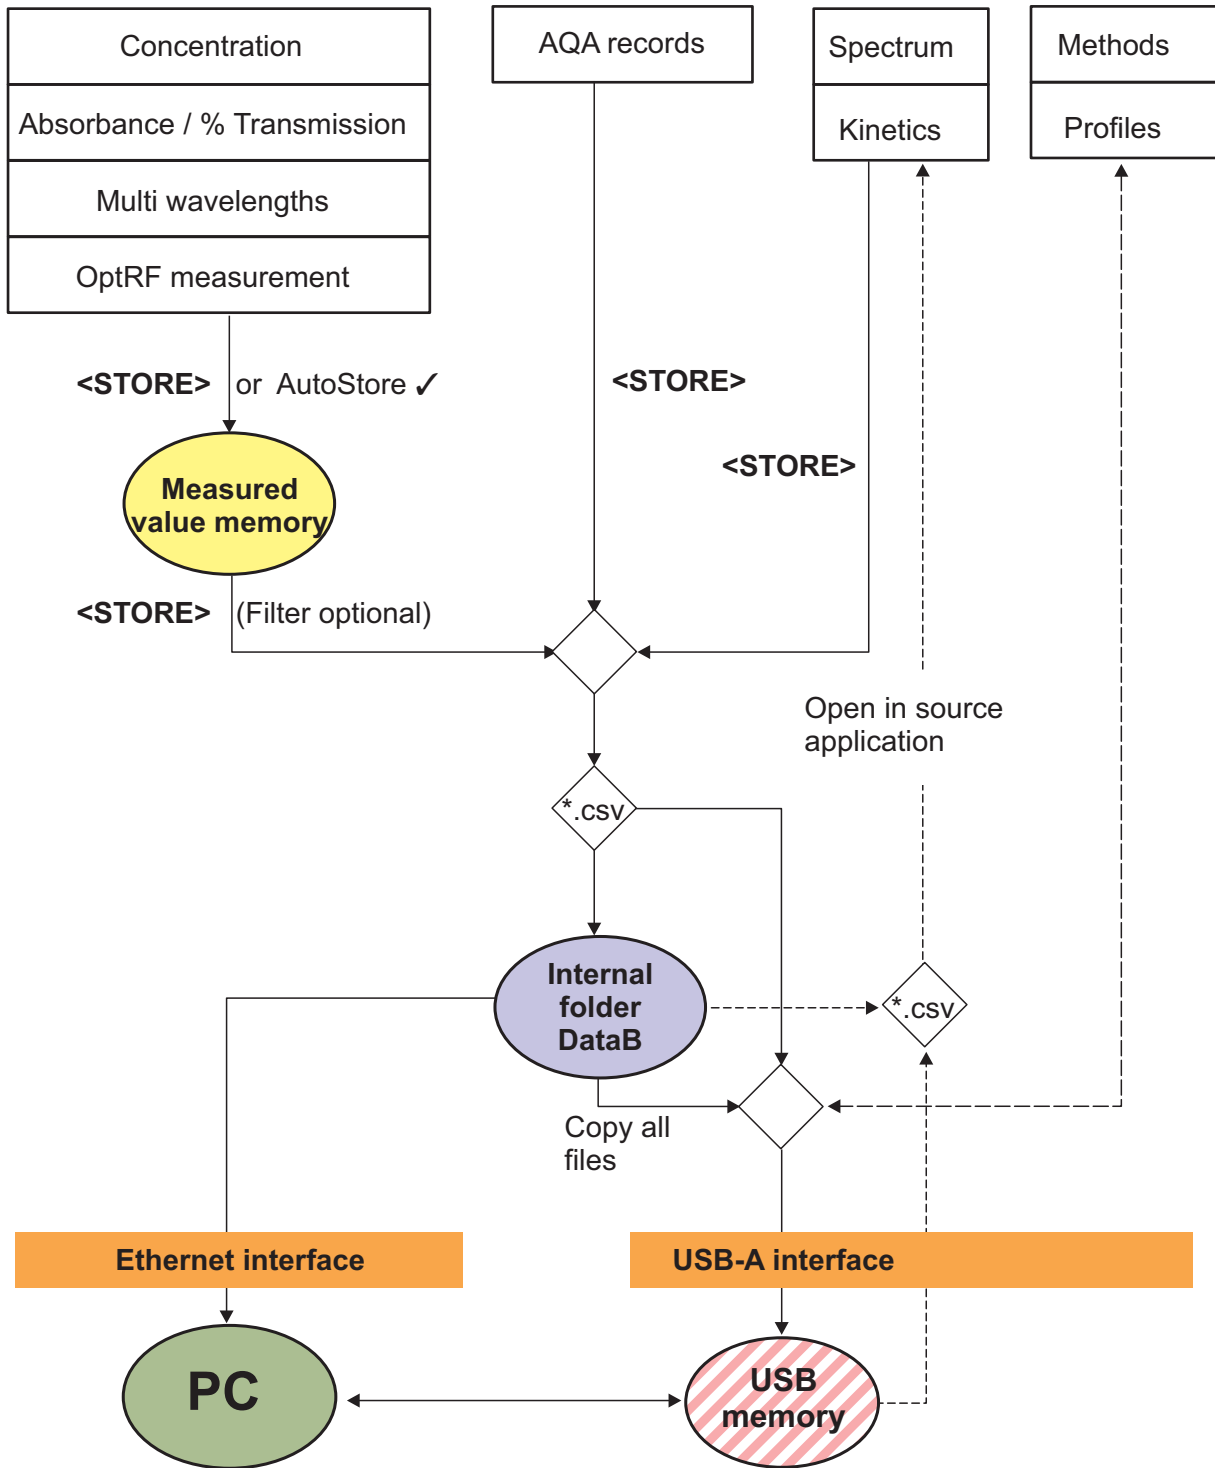 Concentration
Absorbance / % Transmission
Multi wavelengths
OptRF measurement
AQA records
Spectrum
Kinetics
Methods
Profiles
<STORE> or AutoStore ✓
<STORE>
<STORE>
Measured
value memory
<STORE> (Filter optional)
Open in source
application
*.csv
Internal
folder
DataB
*.csv
Copy all
files
Ethernet interface
USB-A interface
PC
USB
memory